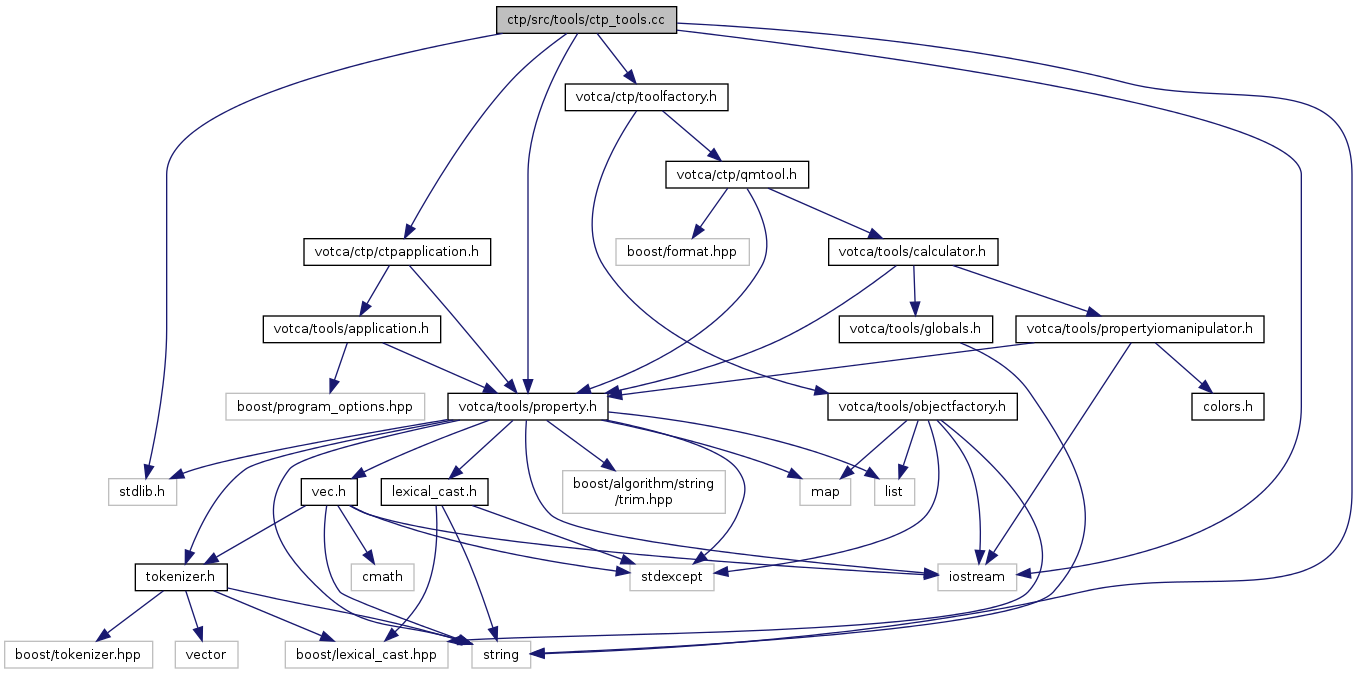 ctp/src/tools/ctp_tools.cc
votca/ctp/toolfactory.h
votca/ctp/qmtool.h
votca/ctp/ctpapplication.h
boost/format.hpp
votca/tools/calculator.h
votca/tools/application.h
votca/tools/globals.h
votca/tools/propertyiomanipulator.h
boost/program_options.hpp
votca/tools/property.h
votca/tools/objectfactory.h
colors.h
stdlib.h
vec.h
lexical_cast.h
boost/algorithm/string
/trim.hpp
map
list
tokenizer.h
cmath
stdexcept
iostream
boost/tokenizer.hpp
vector
boost/lexical_cast.hpp
string